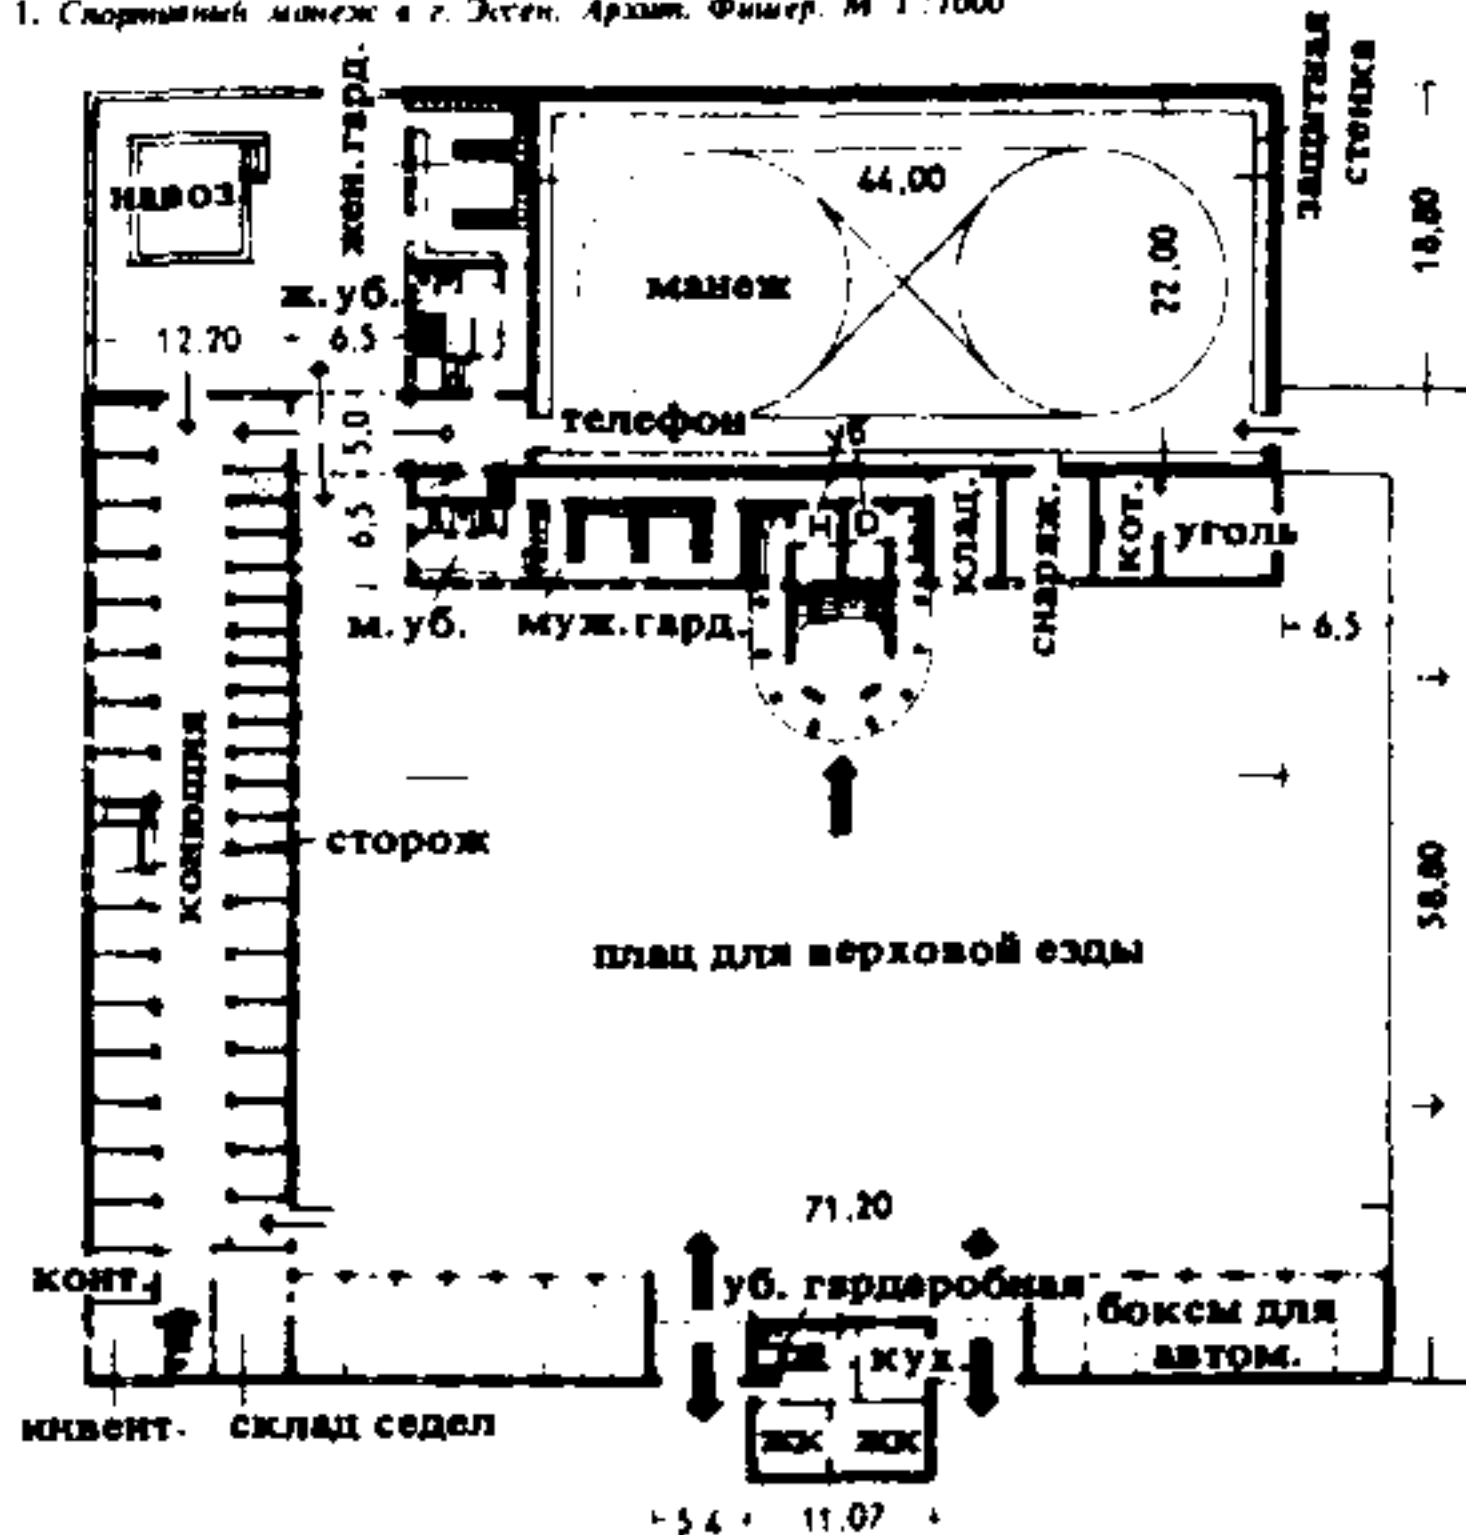 1. Спортивный манеж в г. Эссен. Архит. Фишер. М 1:1000
жен.гард.
защитная
стенка
навоз
44.00
18,80
22.00
манеж
ж.уб.
12.20
6.5
5.0
телефон
уб
6.5
Н
D
клад.
снаряж.
кот.
уголь
м.уб.
муж.гард.
6.5
конюшня
сторож
58.80
плац для верховой езды
71.20
конт.
уб. гардеробная
боксы для
автом.
кух.
инвент.
склад седел
жк
жк
5.4
11.07